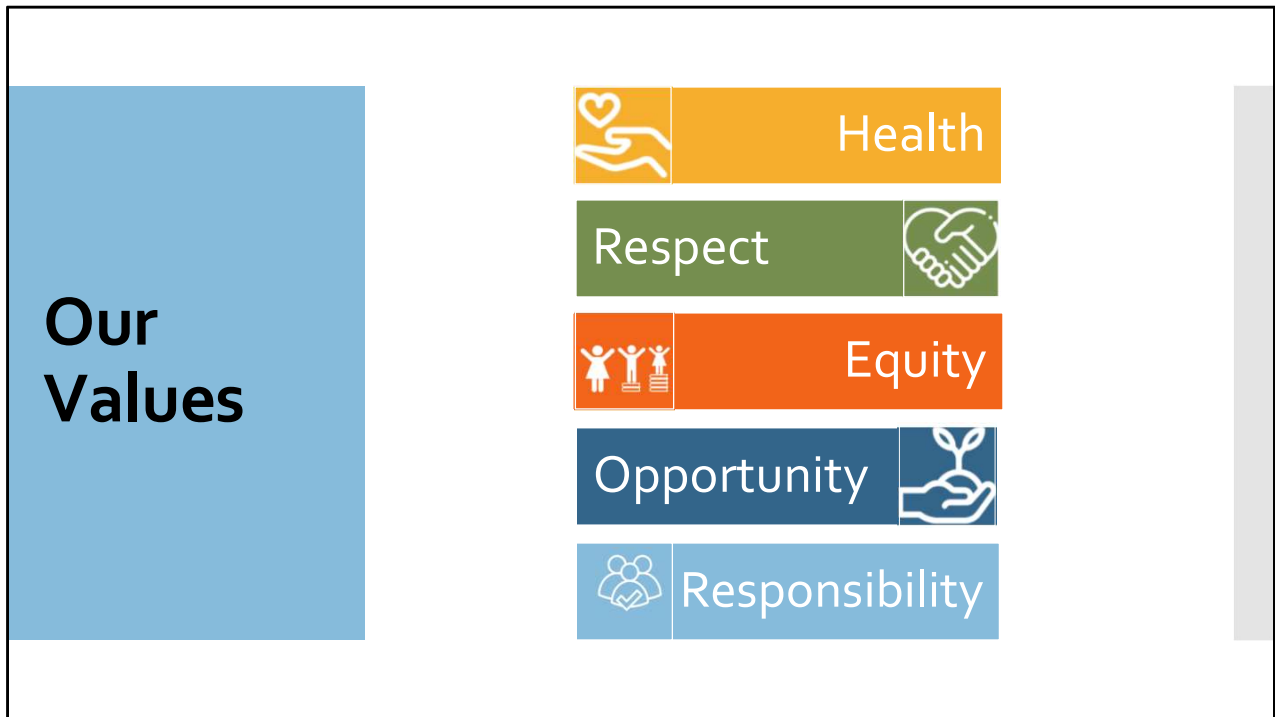 Our
Values
Health
Respect
Equity
Opportunity
Responsibility